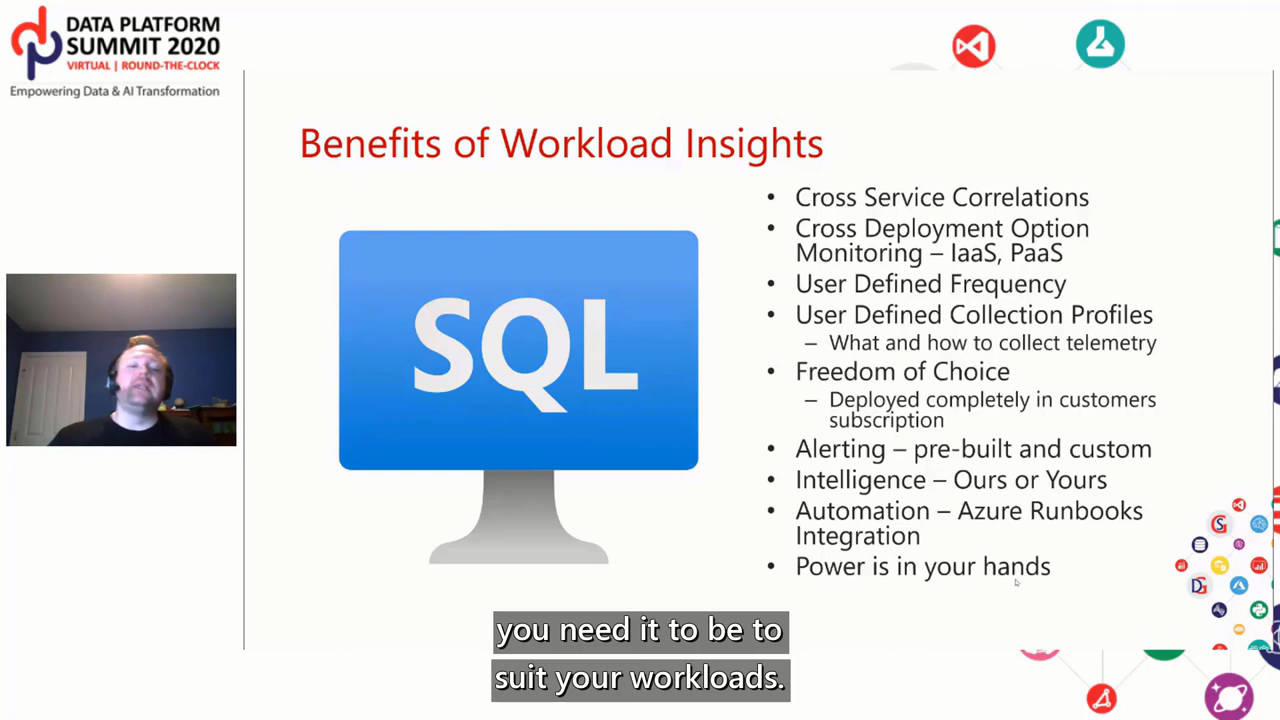 DATA PLATFORM
SUMMIT 2020
VIRTUAL | ROUND-THE-CLOCK
Empowering Data & AI Transformation
Benefits of Workload Insights
SQL
• Cross Service Correlations
• Cross Deployment Option
Monitoring – IaaS, PaaS
• User Defined Frequency
• User Defined Collection Profiles
– What and how to collect telemetry
• Freedom of Choice
– Deployed completely in customers
subscription
• Alerting – pre-built and custom
• Intelligence – Ours or Yours
• Automation – Azure Runbooks
Integration
• Power is in your hands
you need it to be to
suit your workloads.